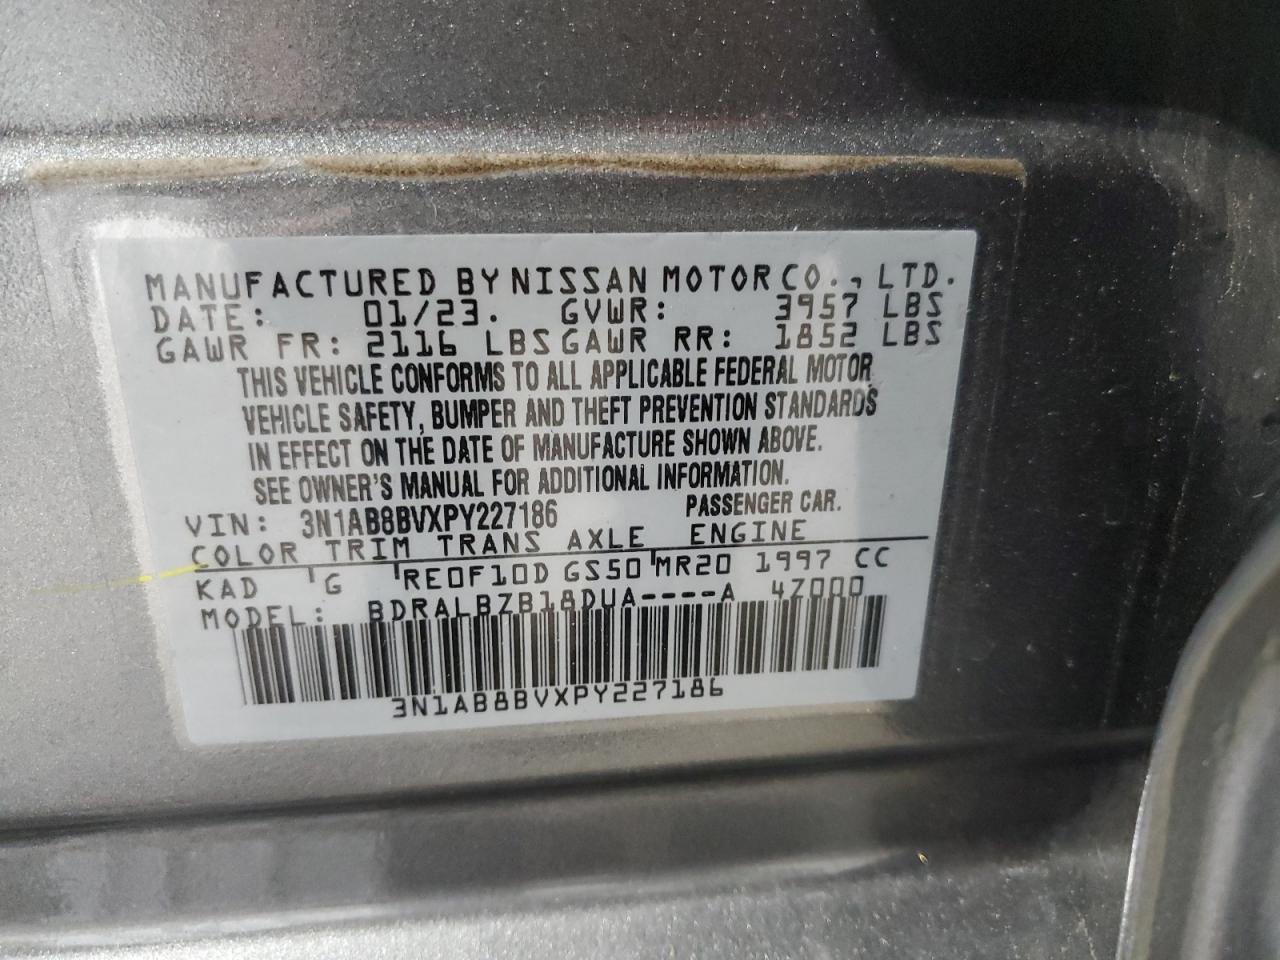 MANUFACTURED BY NISSAN MOTOR CO., LTD.
DATE: 01/23. GVWR: 3957 LBS
GAWR FR: 2116 LBS GAWR RR: 1852 LBS
THIS VEHICLE CONFORMS TO ALL APPLICABLE FEDERAL MOTOR
VEHICLE SAFETY, BUMPER AND THEFT PREVENTION STANDARDS
IN EFFECT ON THE DATE OF MANUFACTURE SHOWN ABOVE.
SEE OWNER'S MANUAL FOR ADDITIONAL INFORMATION.
VIN: 3N1AB8BVXPY227186 PASSENGER CAR.
COLOR TRIM TRANS AXLE ENGINE
KAD G RE0F10D GS50 MR20 1997 CC
MODEL: BDRALBZB18DUA----A 4Z000
3N1AB8BVXPY227186